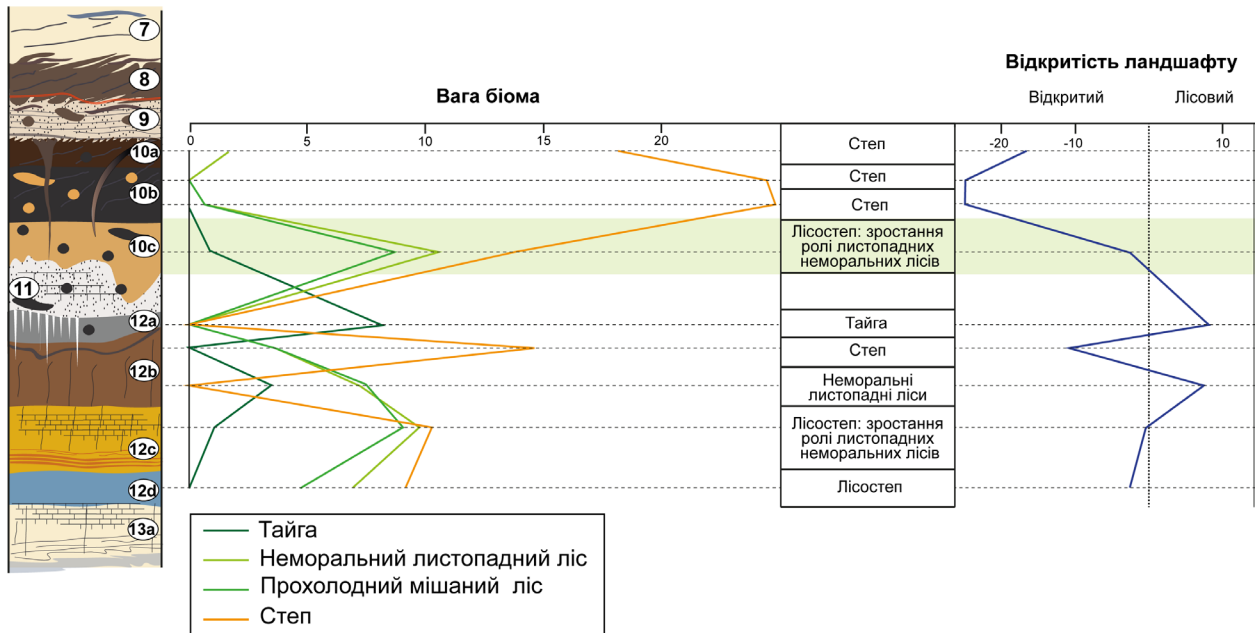 7
8
9
10a
10b
10c
11
12a
12b
12c
12d
13a
Вага біома
0 5 10 15 20
Степ
Степ
Степ
Лісостеп: зростання
ролі листопадних
неморальних лісів
Тайга
Степ
Неморальні
листопадні ліси
Лісостеп: зростання
ролі листопадних
неморальних лісів
Лісостеп
Відкритість ландшафту
Відкритий Лісовий
-20 -10 10
Тайга
Неморальний листопадний ліс
Прохолодний мішаний ліс
Степ